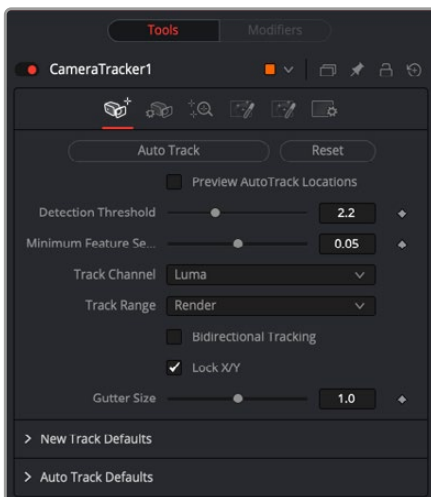 Tools Modifiers
CameraTracker1
Auto Track Reset
Preview AutoTrack Locations
Detection Threshold 2.2
Minimum Feature Se... 0.05
Track Channel Luma
Track Range Render
Bidirectional Tracking
Lock X/Y
Gutter Size 1.0
New Track Defaults
Auto Track Defaults